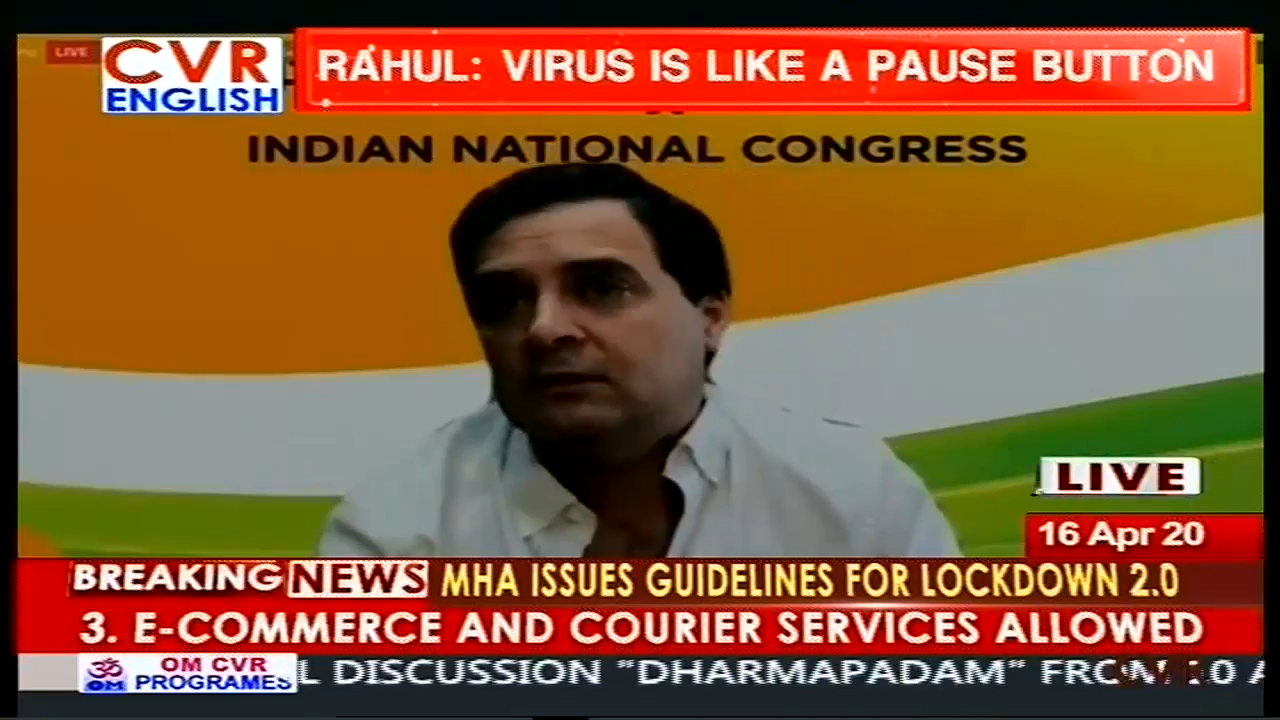 LIVE
CVR
ENGLISH
RAHUL: VIRUS IS LIKE A PAUSE BUTTON
INDIAN NATIONAL CONGRESS
LIVE
16 Apr 20
BREAKING NEWS MHA ISSUES GUIDELINES FOR LOCKDOWN 2.0
3. E-COMMERCE AND COURIER SERVICES ALLOWED
ॐ
OM
OM CVR
PROGRAMES
L DISCUSSION "DHARMAPADAM" FROM